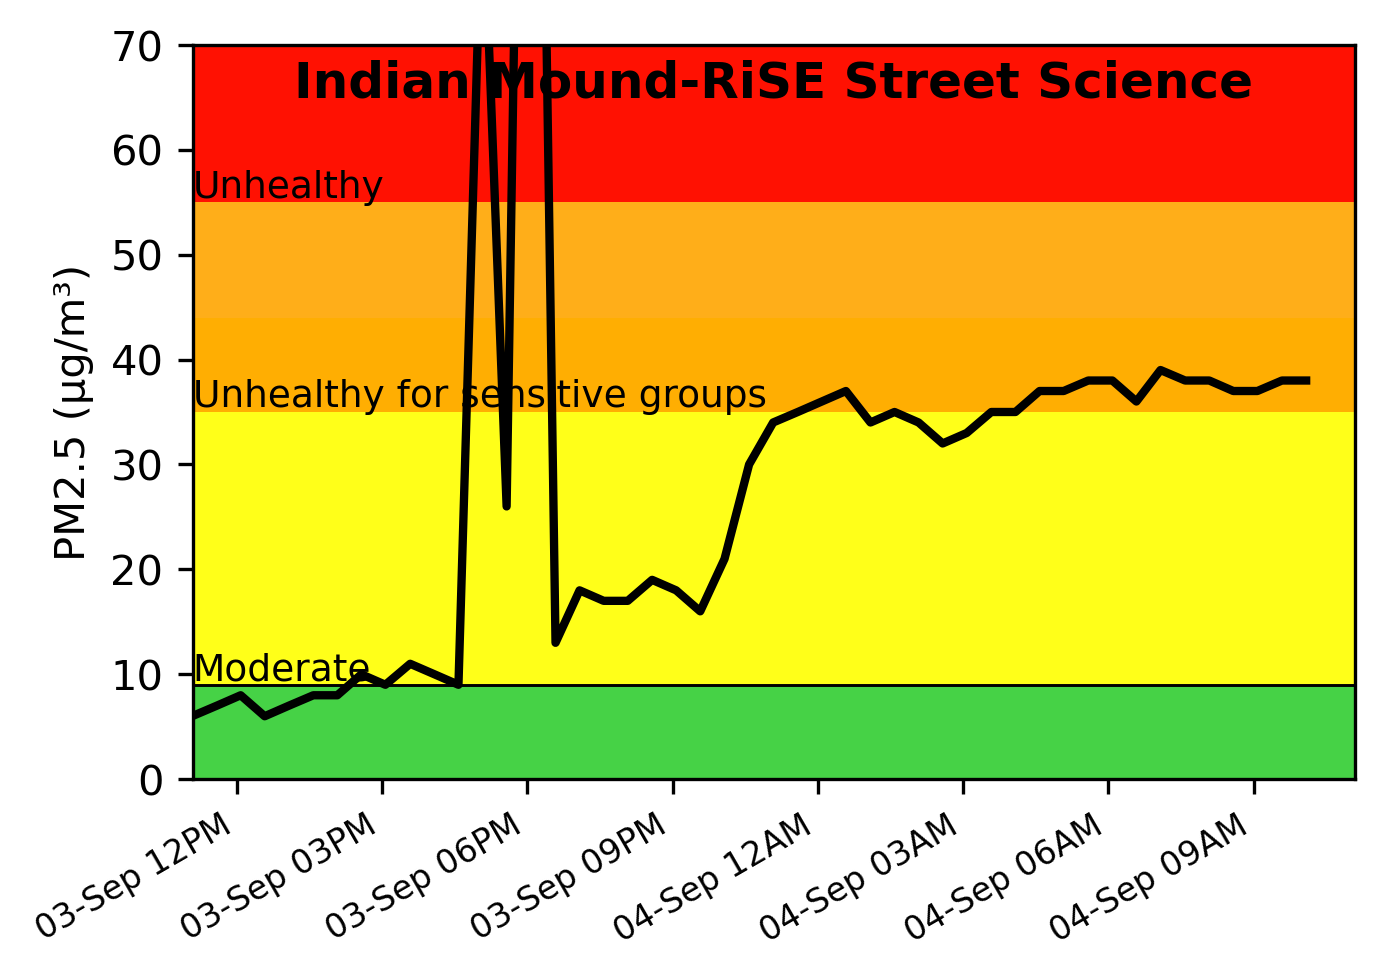 Indian Mound-RiSE Street Science
PM2.5 (µg/m³)
70
60
50
40
30
20
10
0
Unhealthy
Unhealthy for sensitive groups
Moderate
03-Sep 12PM
03-Sep 03PM
03-Sep 06PM
03-Sep 09PM
04-Sep 12AM
04-Sep 03AM
04-Sep 06AM
04-Sep 09AM